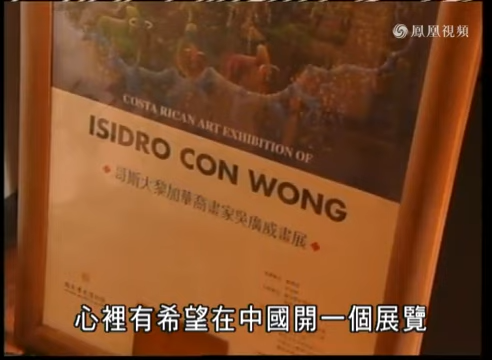 鳳凰視頻
COSTA RICAN ART EXHIBITION OF
ISIDRO CON WONG
哥斯大黎加華裔畫家吳廣威畫展
心裡有希望在中國開一個展覽